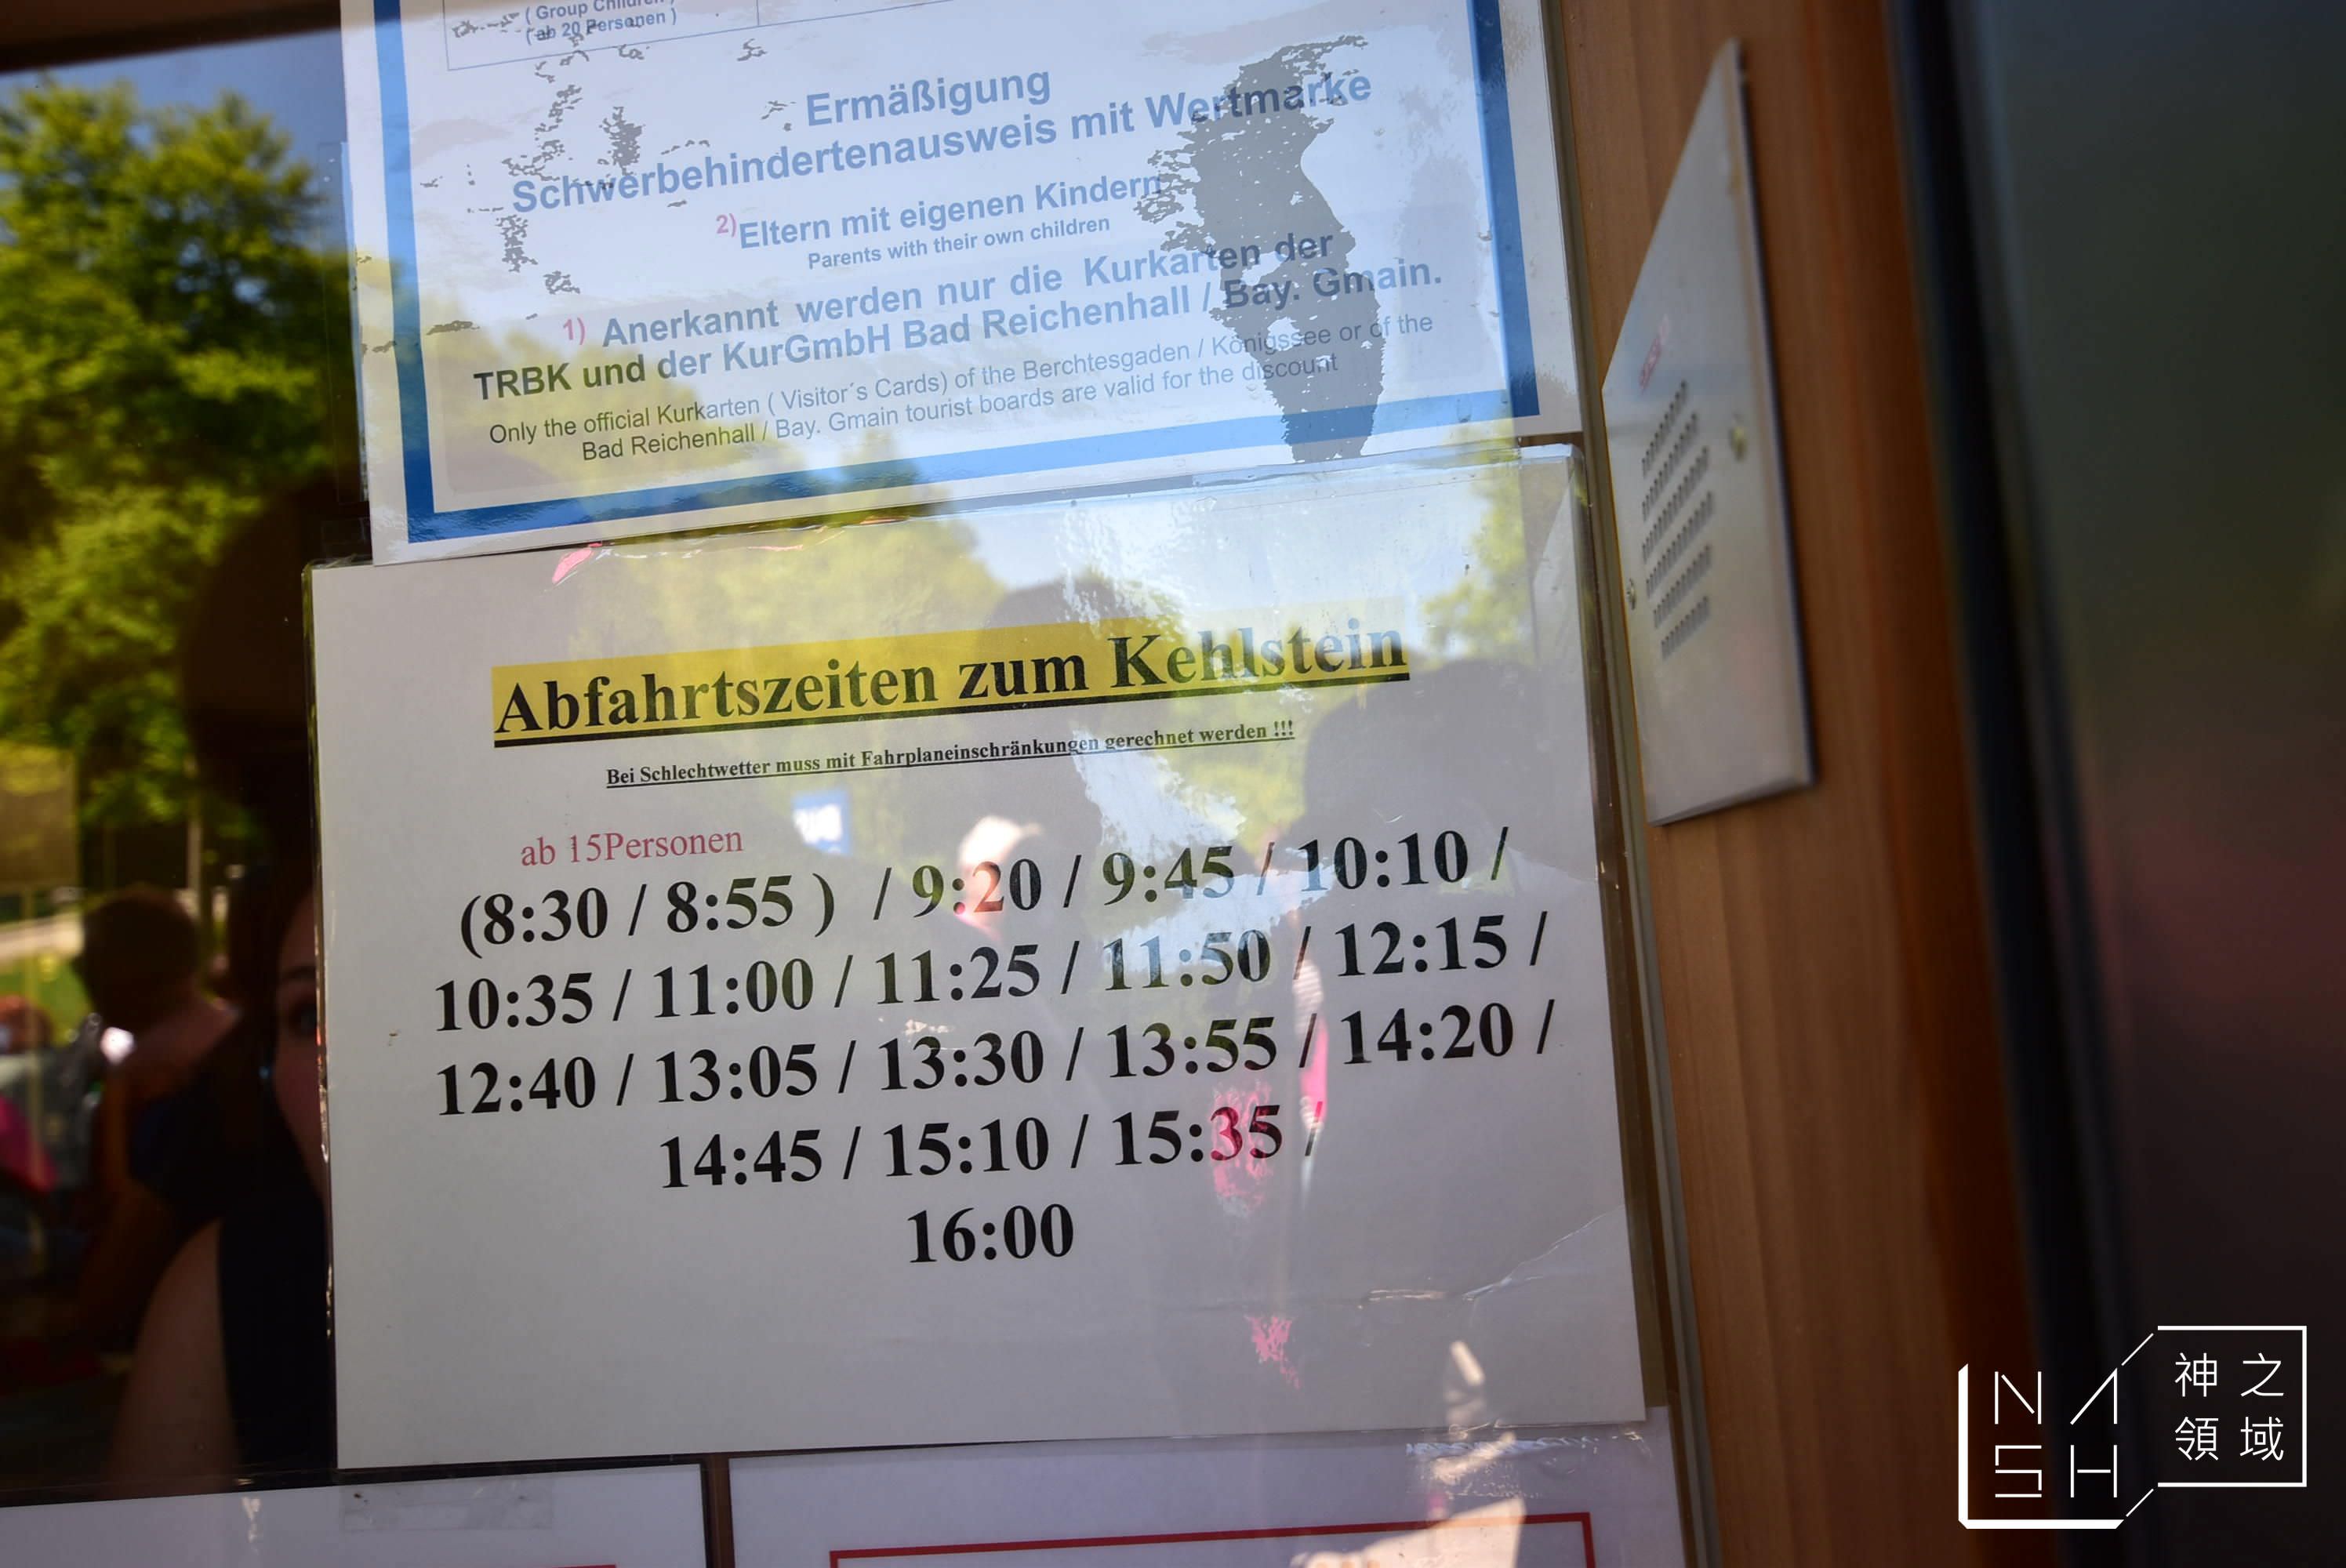 ( Group Children )
( ab 20 Personen )
Ermäßigung
Schwerbehindertenausweis mit Wertmarke
2)Eltern mit eigenen Kindern
Parents with their own children
1) Anerkannt werden nur die Kurkarten der
TRBK und der KurGmbH Bad Reichenhall / Bay. Gmain.
Only the official Kurkarten ( Visitor´s Cards) of the Berchtesgaden / Königssee or of the
Bad Reichenhall / Bay. Gmain tourist boards are valid for the discount
Abfahrtszeiten zum Kehlstein
Bei Schlechtwetter muss mit Fahrplaneinschränkungen gerechnet werden !!!
ab 15Personen
(8:30 / 8:55 ) / 9:20 / 9:45 / 10:10 /
10:35 / 11:00 / 11:25 / 11:50 / 12:15 /
12:40 / 13:05 / 13:30 / 13:55 / 14:20 /
14:45 / 15:10 / 15:35 /
16:00
NASH
神之
領域